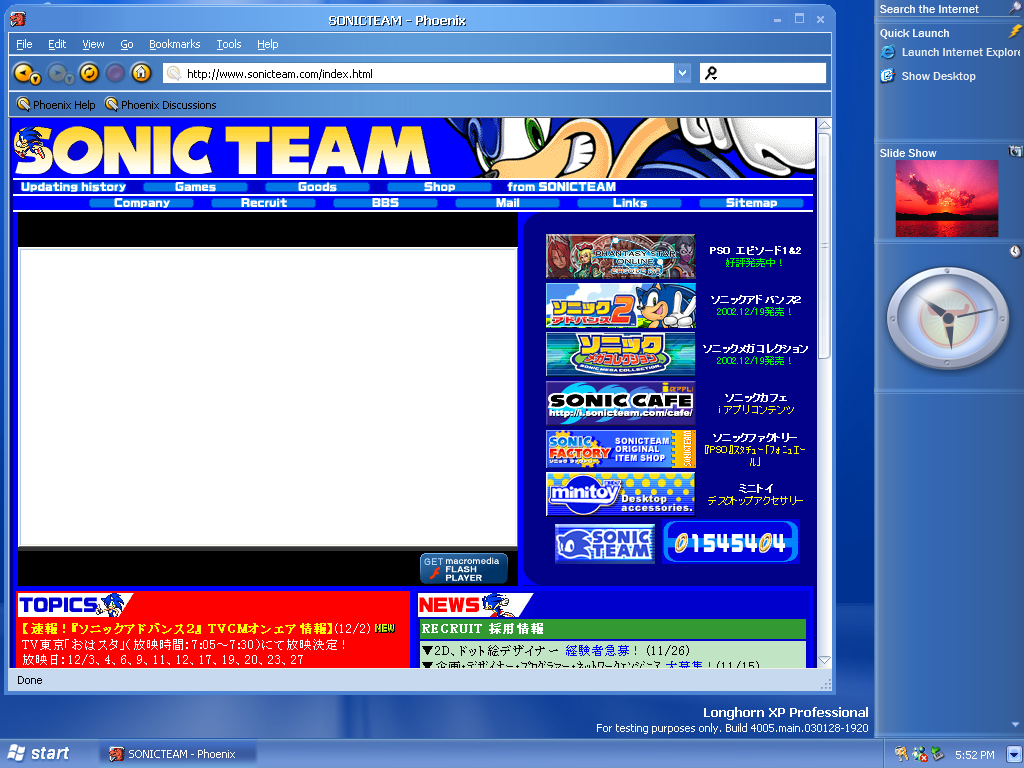 SONICTEAM - Phoenix
File Edit View Go Bookmarks Tools Help
http://www.sonicteam.com/index.html
Phoenix Help Phoenix Discussions
SONIC TEAM
Updating history Games Goods Shop from SONICTEAM
Company Recruit BBS Mail Links Sitemap
PHANTASY STAR
ONLINE
EPISODE I&II
PSO エピソード1&2
好評発売中！
ソニック
アドバンス2
ソニックアドバンス2
2002.12/19発売！
ソニック
メガコレクション
SONIC MEGA COLLECTION
ソニックメガコレクション
2002.12/19発売！
iαppli
SONIC CAFE
http://i.sonicteam.com/cafe/
ソニックカフェ
iアプリコンテンツ
SONIC
FACTORY
SONICTEAM
ORIGINAL
ITEM SHOP
ソニックファクトリー
『PSO』スタチュー「フォニュエー
ル」
minitoy
Desktop
accessories.
ミニトイ
デスクトップアクセサリー
SONIC
TEAM
01545404
GET macromedia
FLASH
PLAYER
TOPICS
【速報！『ソニックアドバンス2』TVCMオンエア情報】(12/2) NEW
TV東京「おはスタ」(放映時間:7:05～7:30)にて放映決定！
放映日:12/3、4、6、9、11、12、17、19、20、23、27
NEWS
RECRUIT 採用情報
▼2D、ドット絵デザイナー 経験者急募！(11/26)
▼企画・デザイナー・プログラマー・ネットワークエンジニア 大募集！(11/15)
Done
Search the Internet
Quick Launch
Launch Internet Explore
Show Desktop
Slide Show
Longhorn XP Professional
For testing purposes only. Build 4005.main.030128-1920
start
SONICTEAM - Phoenix
5:52 PM